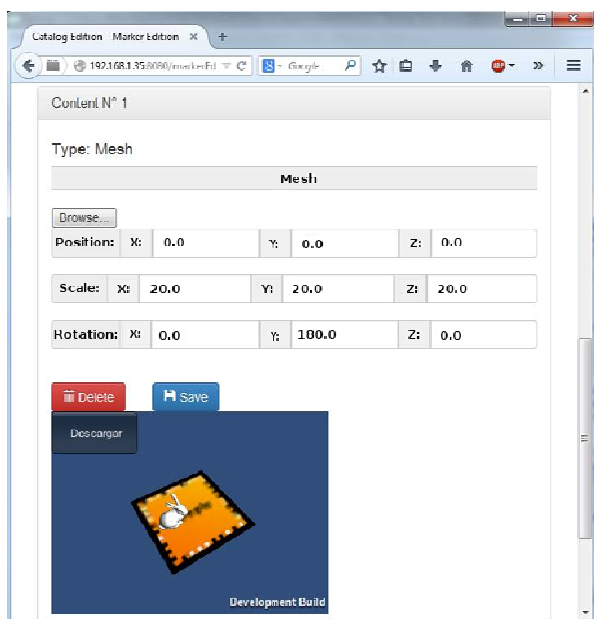 Catalog Edition Marker Edition ×  +
192.168.1.35:8080/markerEd Google
Content N° 1
Type: Mesh
Mesh
Browse...
Position: X: 0.0 Y: 0.0 Z: 0.0
Scale: X: 20.0 Y: 20.0 Z: 20.0
Rotation: X: 0.0 Y: 180.0 Z: 0.0
Delete Save
Descargar
Development Build